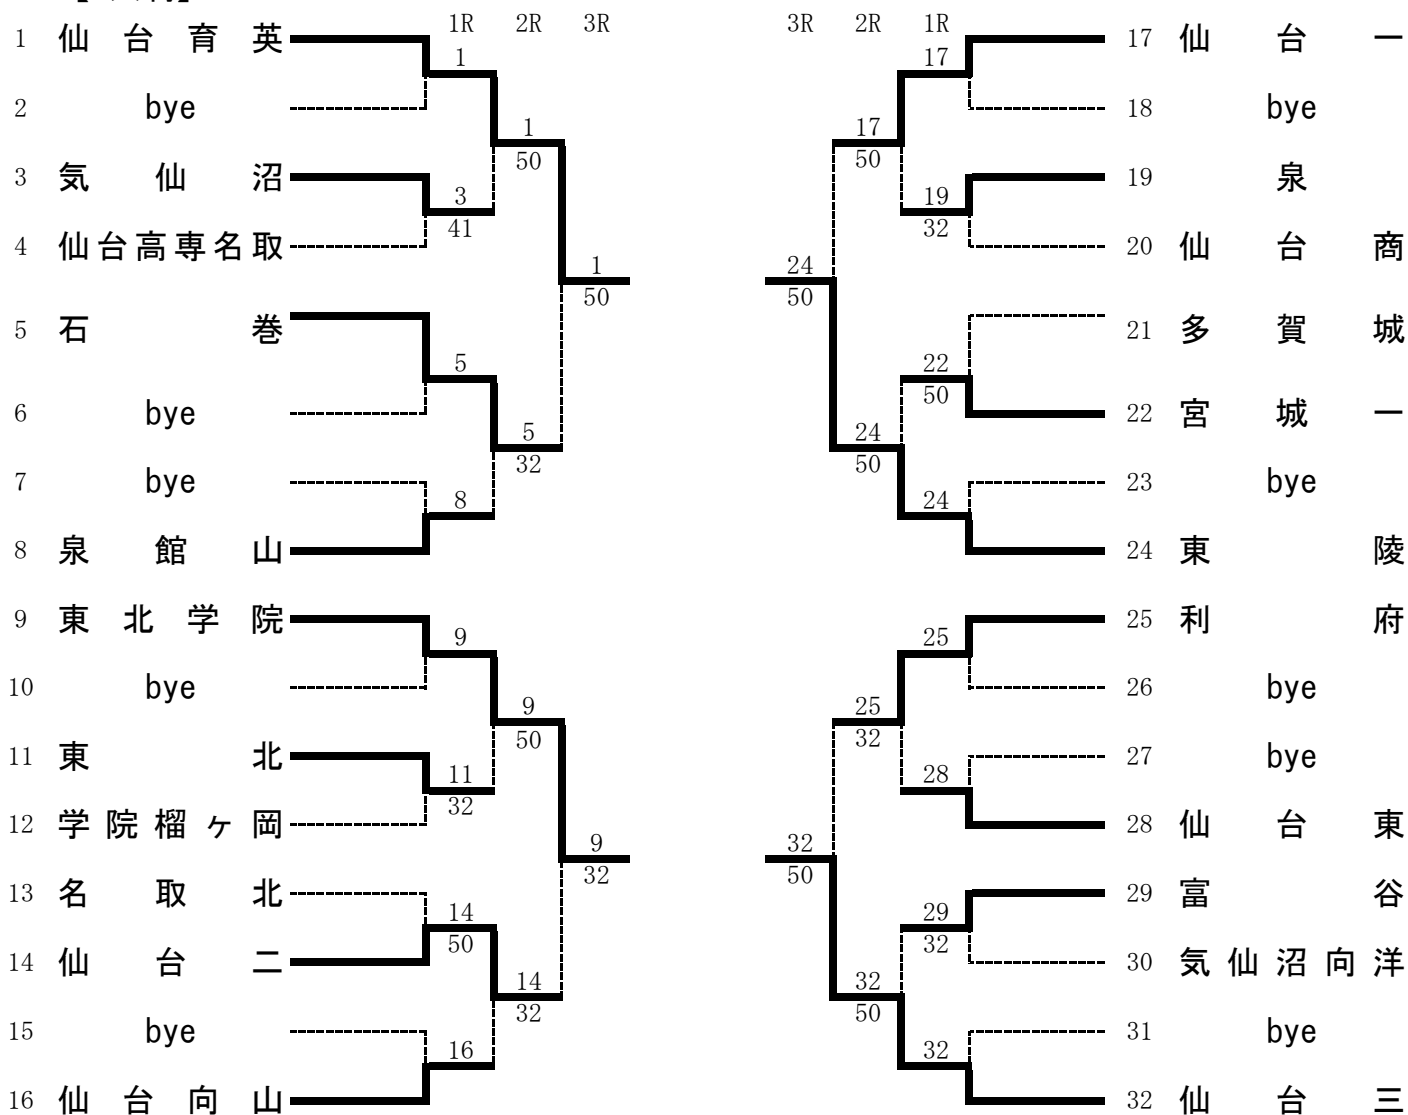 1R 2R 3R 3R 2R 1R
1 仙台育英 1 17 17 仙台一
2 bye 1 50 17 50 18 bye
3 気仙沼 3 41 19 32 19 泉
4 仙台高専名取 1 50 24 50 20 仙台商
5 石巻 5 22 50 21 多賀城
6 bye 5 32 24 50 22 宮城一
7 bye 8 24 23 bye
8 泉館山 24 東陵
9 東北学院 9 25 25 利府
10 bye 9 50 25 32 26 bye
11 東北 11 32 28 27 bye
12 学院榴ヶ岡 9 32 32 50 28 仙台東
13 名取北 14 50 29 32 29 富谷
14 仙台二 14 32 32 50 30 気仙沼向洋
15 bye 16 32 31 bye
16 仙台向山 32 仙台三